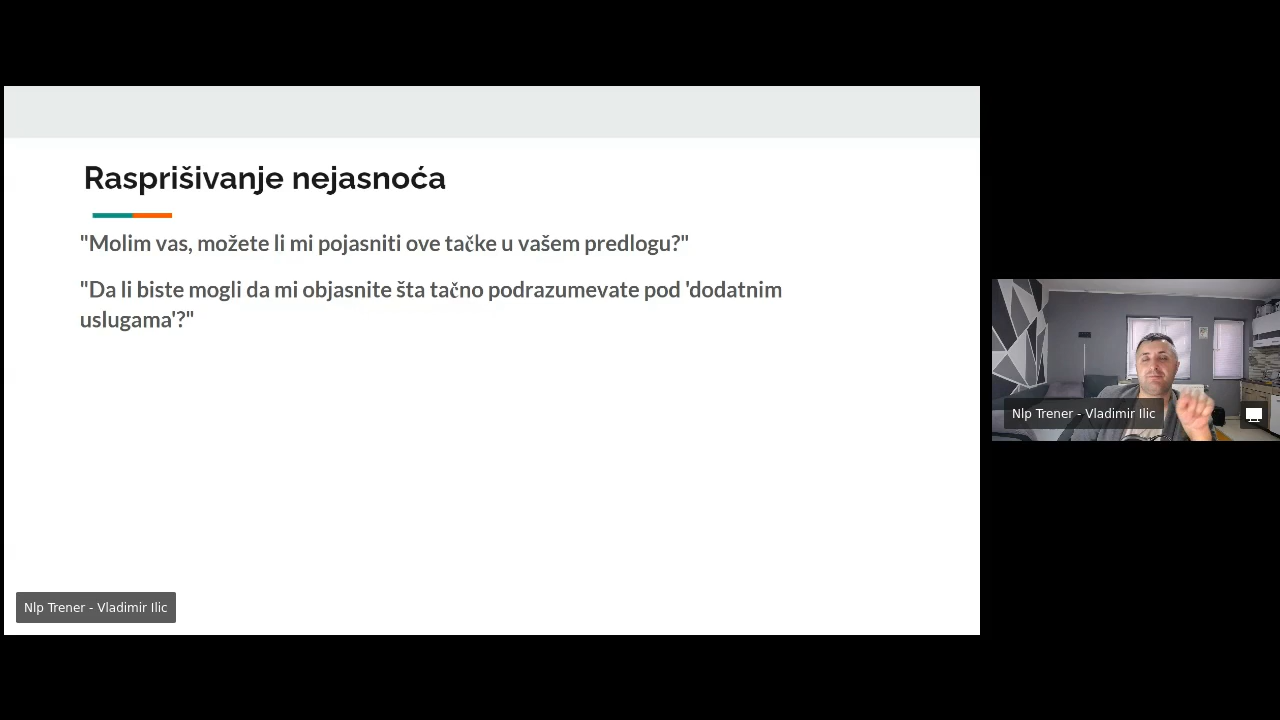 Rasprišivanje nejasnoća
"Molim vas, možete li mi pojasniti ove tačke u vašem predlogu?"
"Da li biste mogli da mi objasnite šta tačno podrazumevate pod 'dodatnim
uslugama'?"
Nlp Trener - Vladimir Ilic
Nlp Trener - Vladimir Ilic